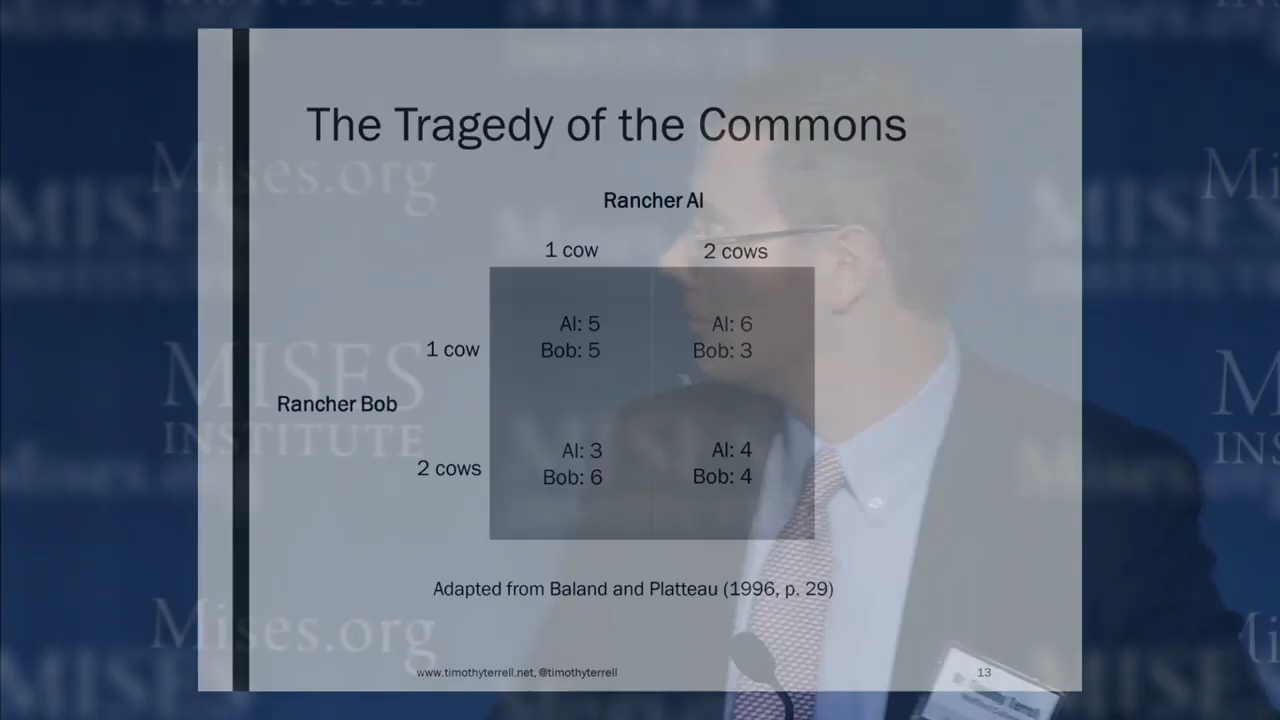 The Tragedy of the Commons
Rancher Al
1 cow 2 cows
Al: 5 Al: 6
1 cow Bob: 5 Bob: 3
Rancher Bob
Al: 3 Al: 4
2 cows Bob: 6 Bob: 4
Adapted from Baland and Platteau (1996, p. 29)
www.timothyterrell.net, @timothyterrell 13
Mises.org
MISES
INSTITUTE
Mises.org